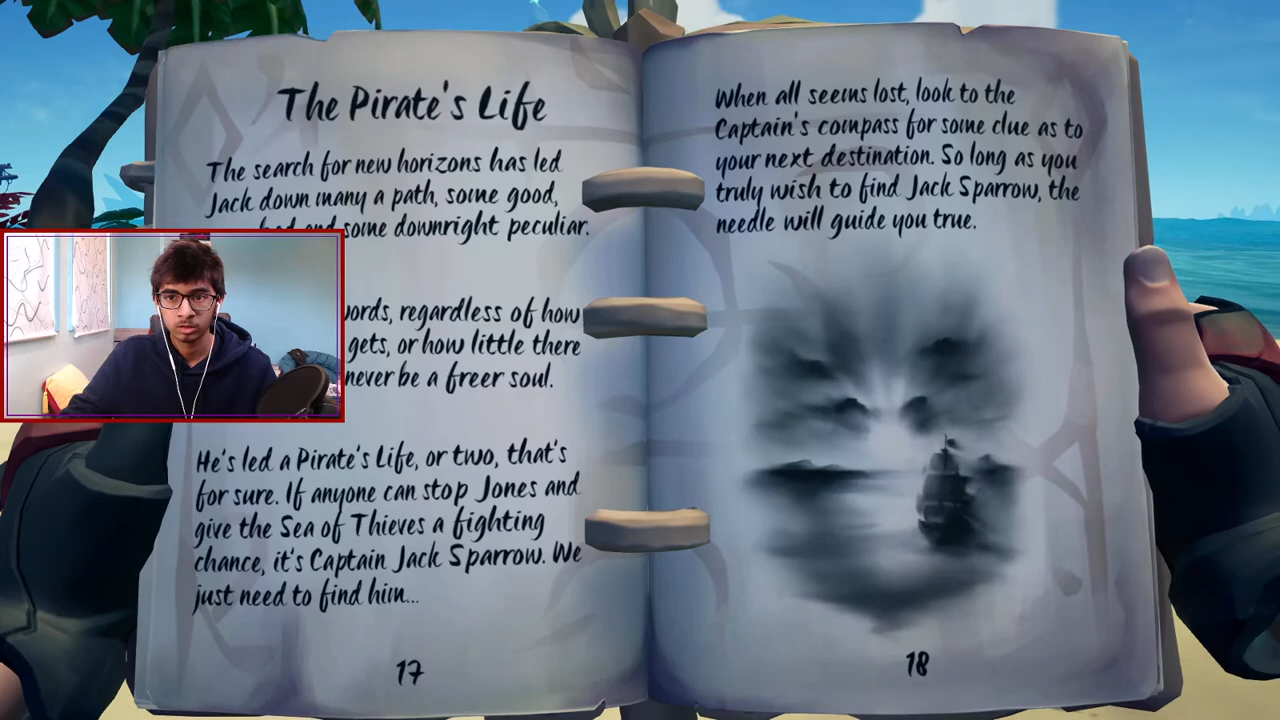 The Pirate's Life
The search for new horizons has led
Jack down many a path, some good,
some downright peculiar.
words, regardless of how
gets, or how little there
never be a freer soul.
He's led a Pirate's Life, or two, that's
for sure. If anyone can stop Jones and
give the Sea of Thieves a fighting
chance, it's Captain Jack Sparrow. We
just need to find him...
17
When all seems lost, look to the
Captain's compass for some clue as to
your next destination. So long as you
truly wish to find Jack Sparrow, the
needle will guide you true.
18